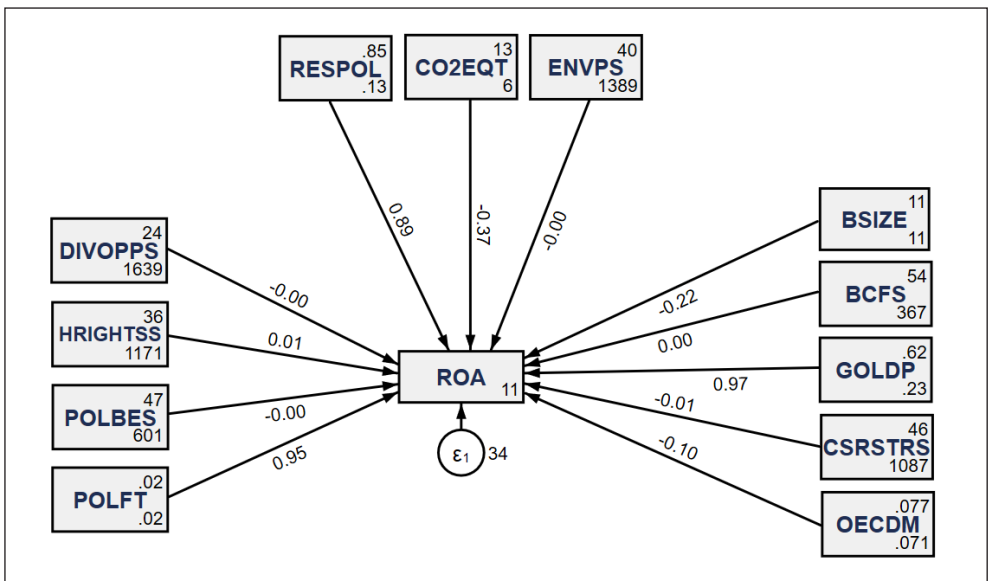 .85
RESPOL
.13
13
CO2EQT
6
40
ENVPS
1389
0.89
-0.37
-0.00
24
DIVOPPS
1639
-0.00
36
HRIGHTSS
1171
0.01
47
POLBES
601
-0.00
.02
POLFT
.02
0.95
ROA
11
ε1
34
11
BSIZE
11
-0.22
54
BCFS
367
0.00
.62
GOLDP
.23
0.97
46
CSRSTRS
1087
-0.01
.077
OECDM
.071
-0.10